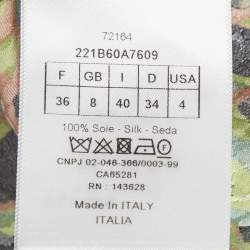 72164
221B60A7609
F GB I D USA
36 8 40 34 4
100% Soie - Silk - Seda
CNPJ 02-046-366/0003-99
CA65281
RN : 143628
Made In ITALY
ITALIA